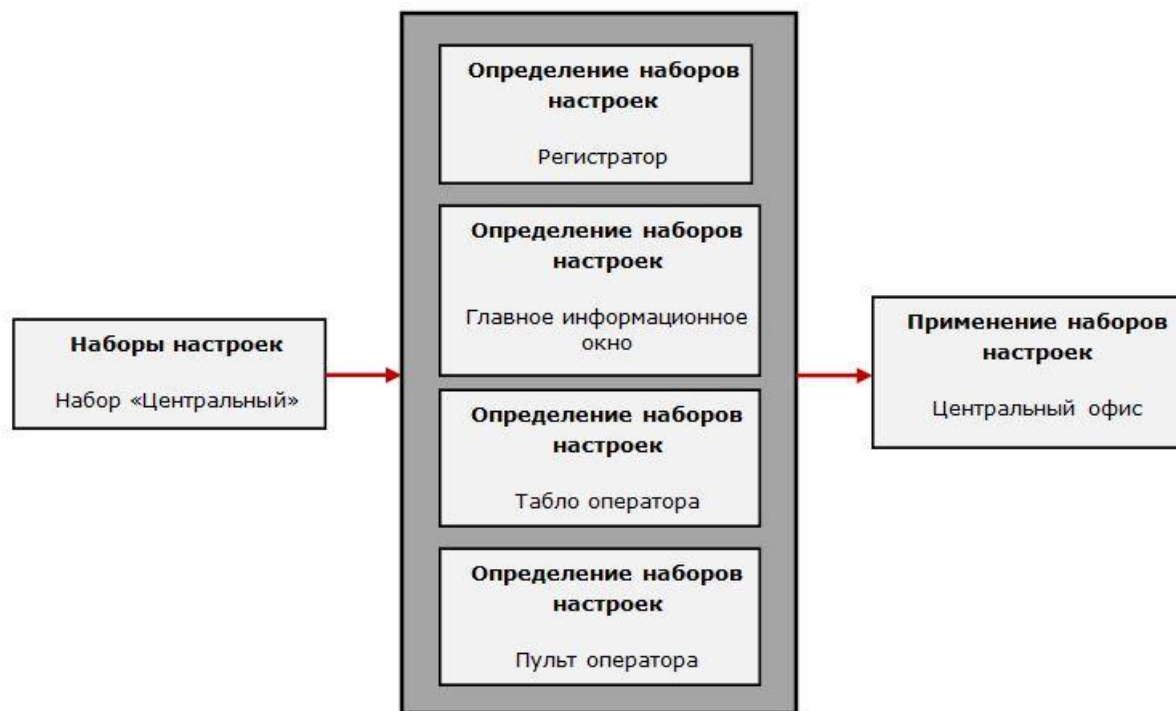 Наборы настроек
Набор «Центральный»
Определение наборов
настроек
Регистратор
Определение наборов
настроек
Главное информационное
окно
Определение наборов
настроек
Табло оператора
Определение наборов
настроек
Пульт оператора
Применение наборов
настроек
Центральный офис